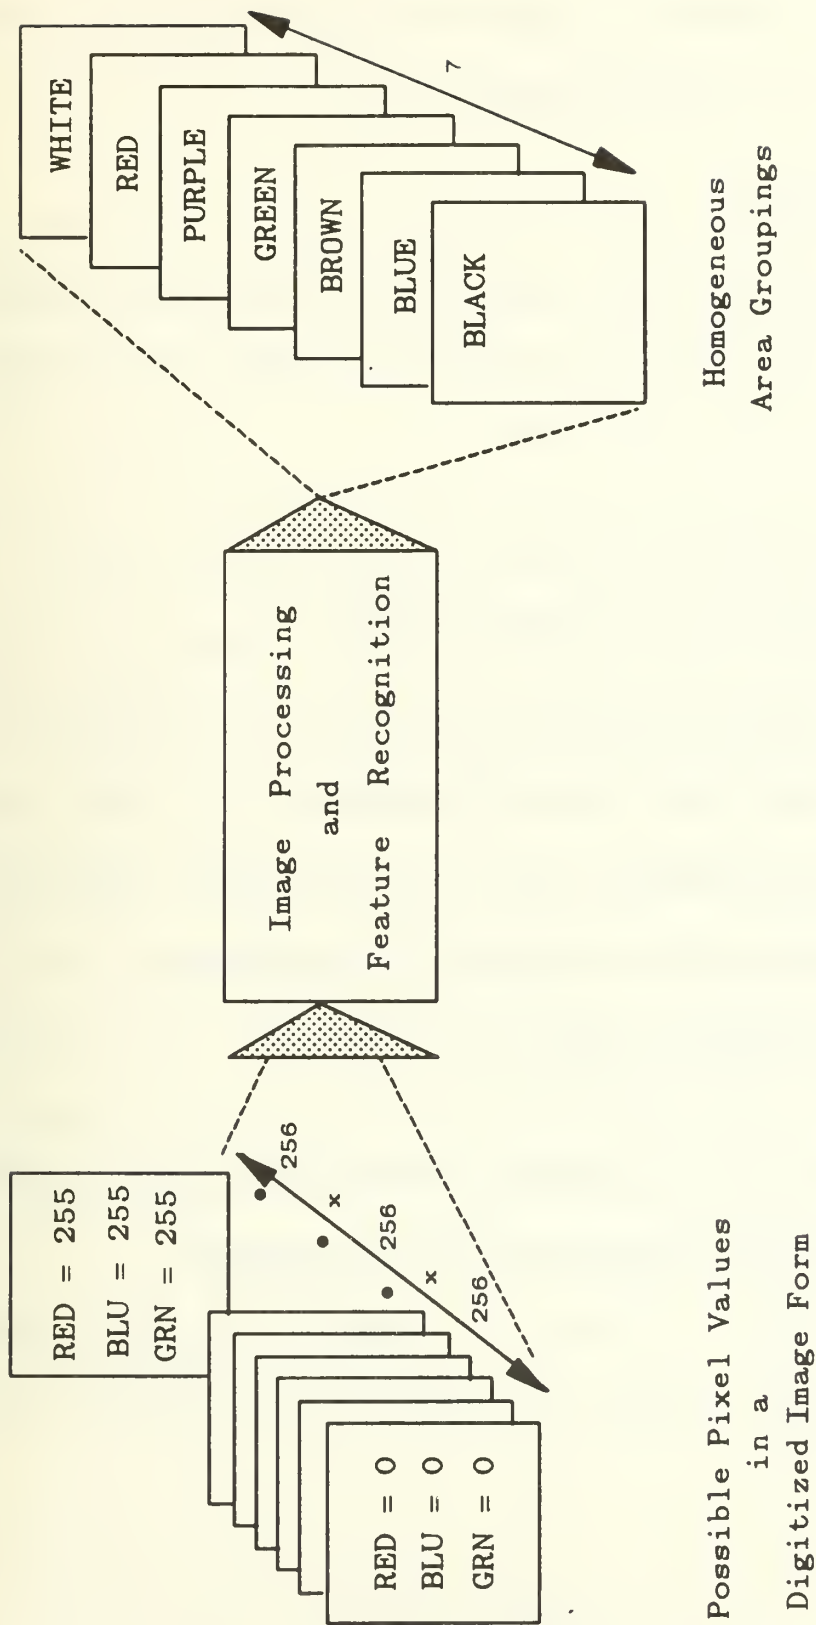 RED = 255
BLU = 255
GRN = 255
RED = 0
BLU = 0
GRN = 0
256
x
256
x
256
Possible Pixel Values
in a
Digitized Image Form
Image Processing
and
Feature Recognition
WHITE
RED
PURPLE
GREEN
BROWN
BLUE
BLACK
7
Homogeneous
Area Groupings